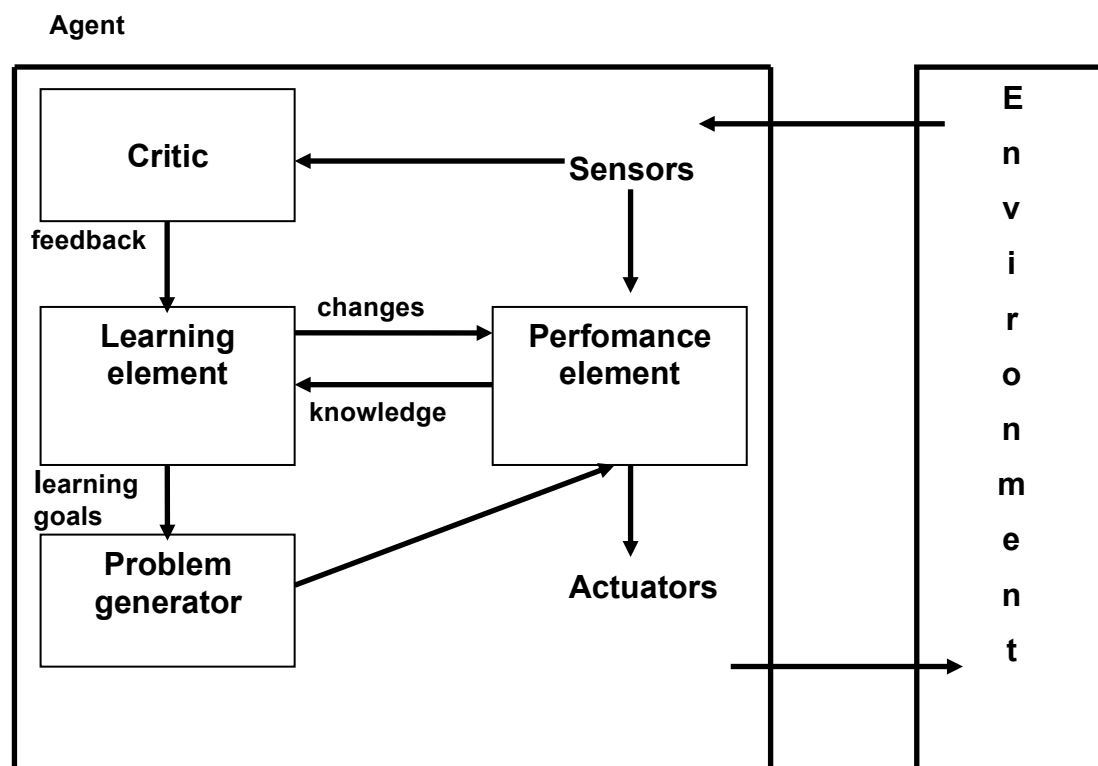 Agent
Critic
Sensors
feedback
changes
Learning
element
Perfomance
element
knowledge
learning
goals
Problem
generator
Actuators
E
n
v
i
r
o
n
m
e
n
t